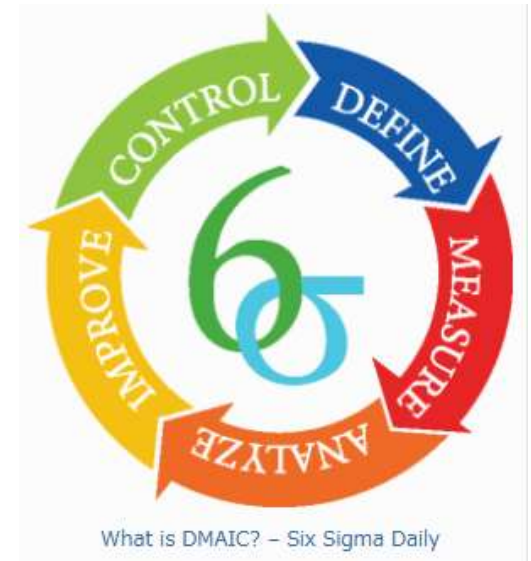 CONTROL
DEFINE
MEASURE
ANALYZE
IMPROVE
6σ
What is DMAIC? – Six Sigma Daily